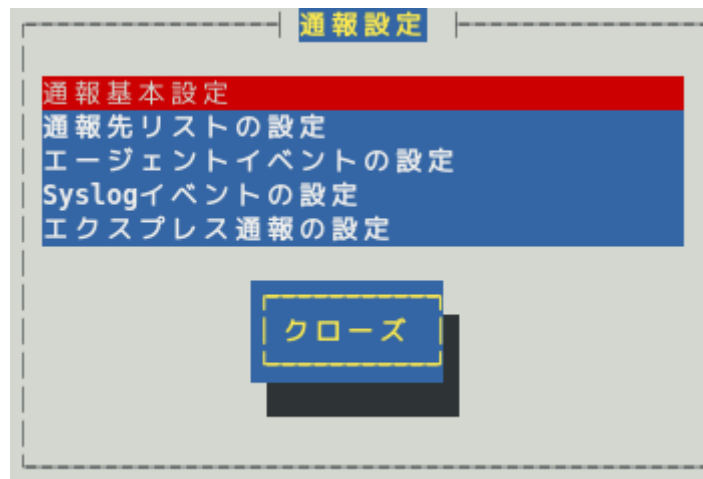 通報設定
通報基本設定
通報先リストの設定
エージェントイベントの設定
Syslogイベントの設定
エクスプレス通報の設定
クローズ